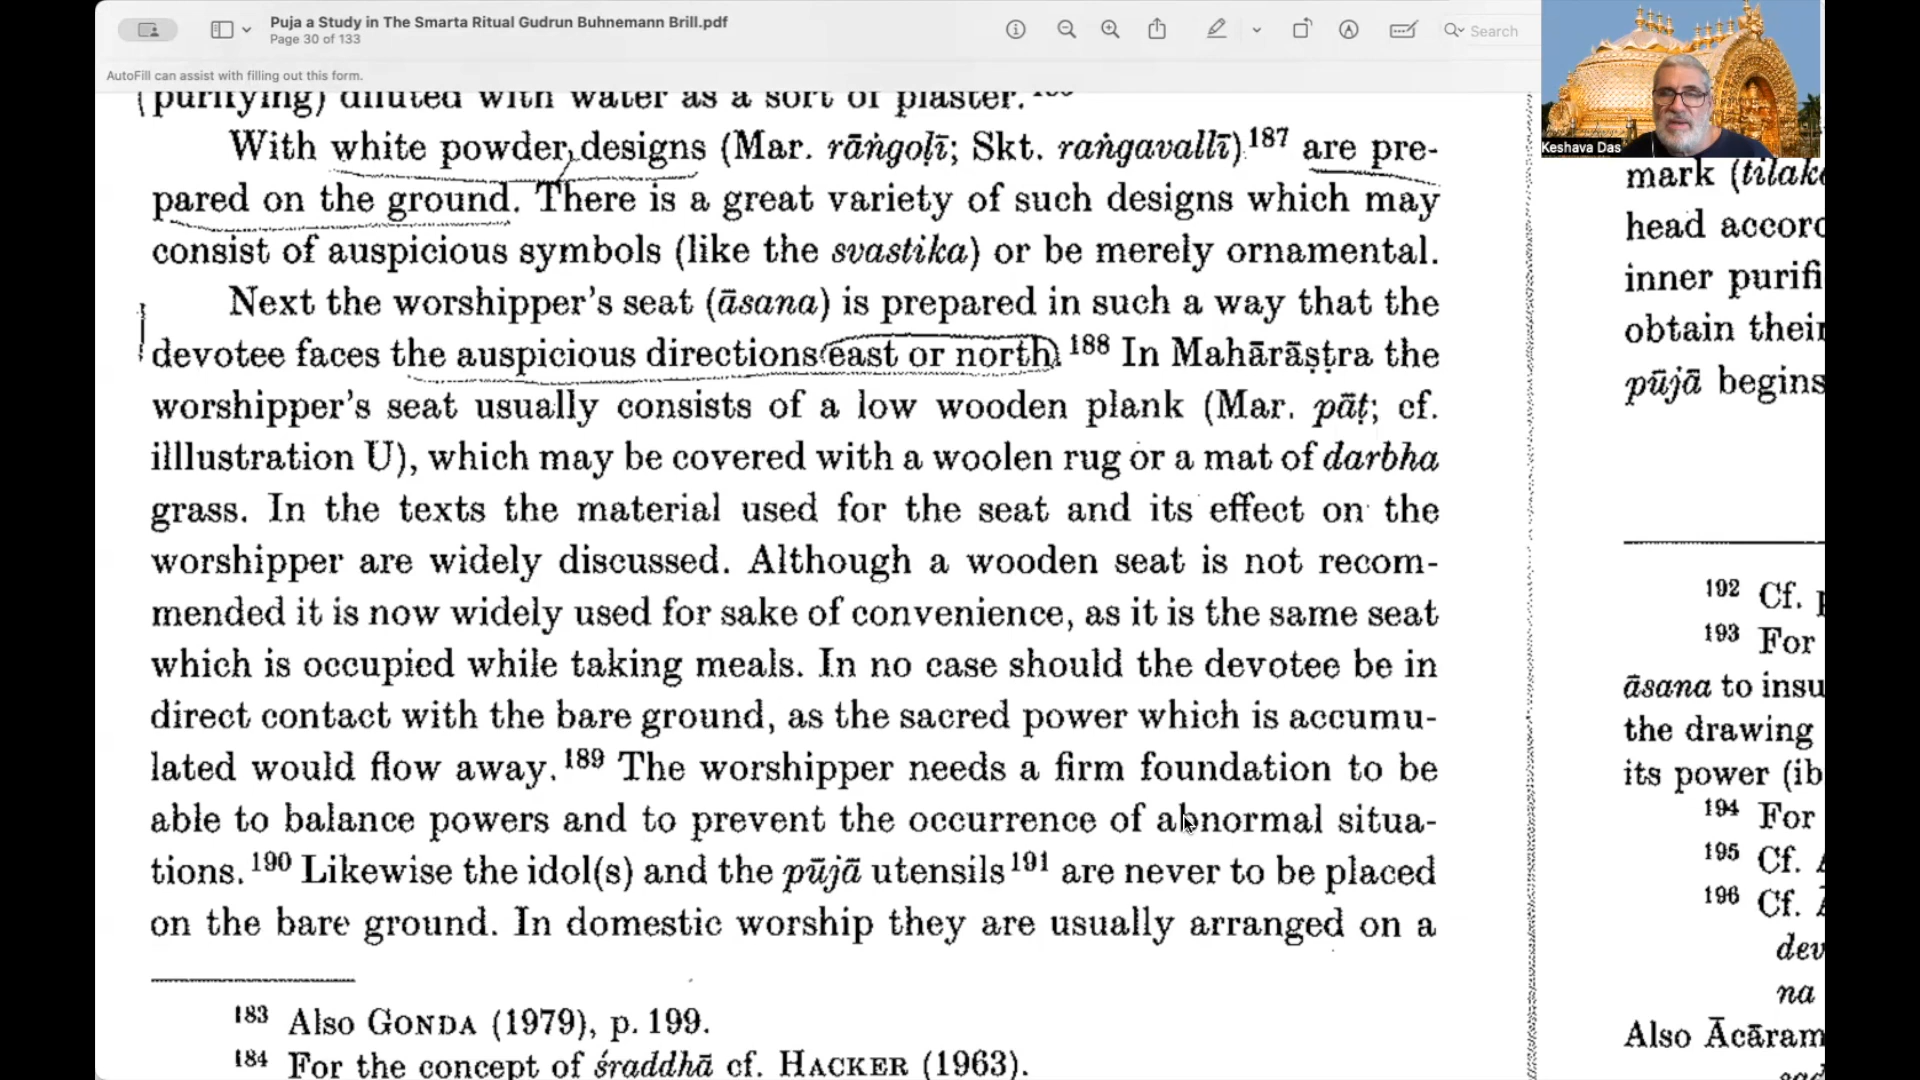 Puja a Study in The Smarta Ritual Gudrun Buhnemann Brill.pdf
Page 30 of 133
Search
AutoFill can assist with filling out this form.
Keshava Das
(purifying) diluted with water as a sort of plaster.
With white powder designs (Mar. rāṅgoḷī; Skt. raṅgavallī)187 are pre-
pared on the ground. There is a great variety of such designs which may
consist of auspicious symbols (like the svastika) or be merely ornamental.
Next the worshipper's seat (āsana) is prepared in such a way that the
devotee faces the auspicious directions east or north.188 In Mahārāṣṭra the
worshipper's seat usually consists of a low wooden plank (Mar. pāṭ; cf.
illlustration U), which may be covered with a woolen rug or a mat of darbha
grass. In the texts the material used for the seat and its effect on the
worshipper are widely discussed. Although a wooden seat is not recom-
mended it is now widely used for sake of convenience, as it is the same seat
which is occupied while taking meals. In no case should the devotee be in
direct contact with the bare ground, as the sacred power which is accumu-
lated would flow away.189 The worshipper needs a firm foundation to be
able to balance powers and to prevent the occurrence of abnormal situa-
tions.190 Likewise the idol(s) and the pūjā utensils191 are never to be placed
on the bare ground. In domestic worship they are usually arranged on a
183 Also GONDA (1979), p. 199.
184 For the concept of śraddhā cf. HACKER (1963).
mark
head
inner
obtain
pūjā begins
192 Cf.
193 For
āsana to
the drawing
its power
194 For
195 Cf.
196 Cf.
na
Also